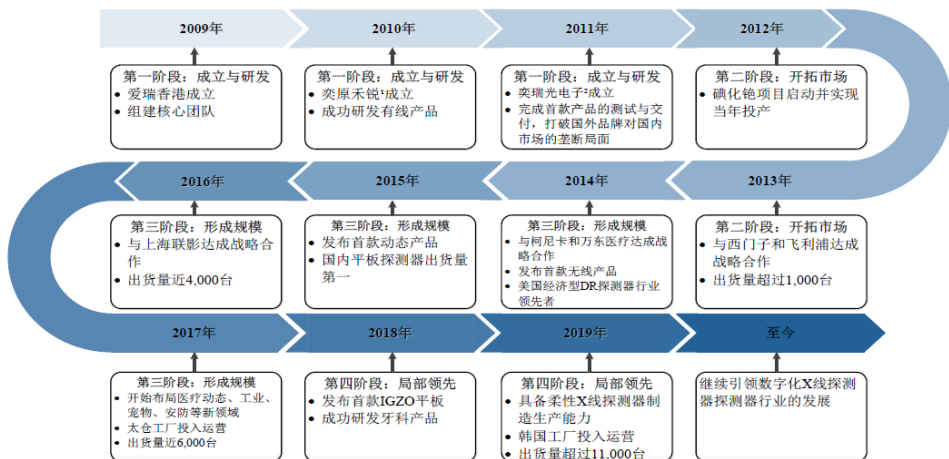 2009年
2010年
2011年
2012年
第一阶段：成立与研发
爱瑞香港成立
组建核心团队
第一阶段：成立与研发
奕原禾锐¹成立
成功研发有线产品
第一阶段：成立与研发
奕瑞光电子²成立
完成首款产品的测试与交
付，打破国外品牌对国内
市场的垄断局面
第二阶段：开拓市场
碘化铯项目启动并实现
当年投产
2016年
2015年
2014年
2013年
第三阶段：形成规模
与上海联影达成战略合
作
出货量近4,000台
第三阶段：形成规模
发布首款动态产品
国内平板探测器出货量
第一
第三阶段：形成规模
与柯尼卡和万东医疗达成战
略合作
发布首款无线产品
美国经济型DR探测器行业
领先者
第二阶段：开拓市场
与西门子和飞利浦达成
战略合作
出货量超过1,000台
2017年
2018年
2019年
至今
第三阶段：形成规模
开始布局医疗动态、工业、
宠物、安防等新领域
太仓工厂投入运营
出货量近6,000台
第四阶段：局部领先
发布首款IGZO平板
成功研发牙科产品
第四阶段：局部领先
具备柔性X线探测器制
造生产能力
韩国工厂投入运营
出货量超过11,000台
继续引领数字化X线探测
器探测器行业的发展